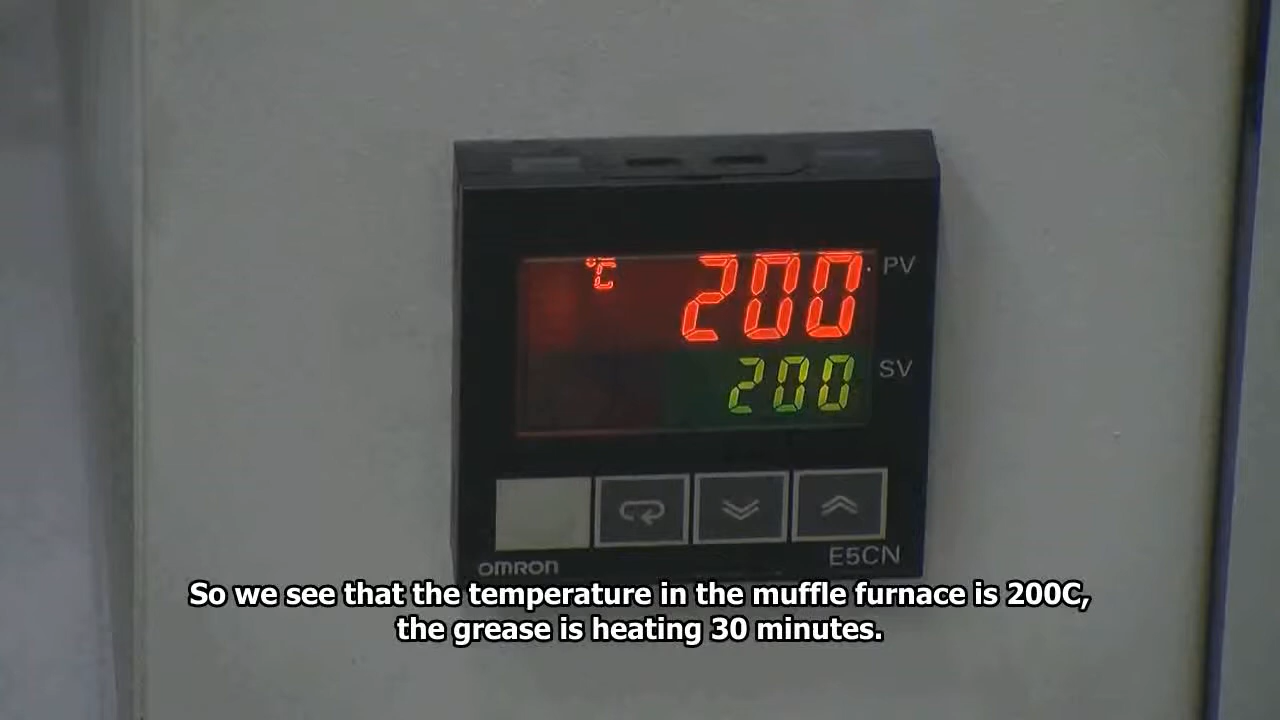 ℃ 200 PV
200 SV
OMRON E5CN
So we see that the temperature in the muffle furnace is 200C,
the grease is heating 30 minutes.